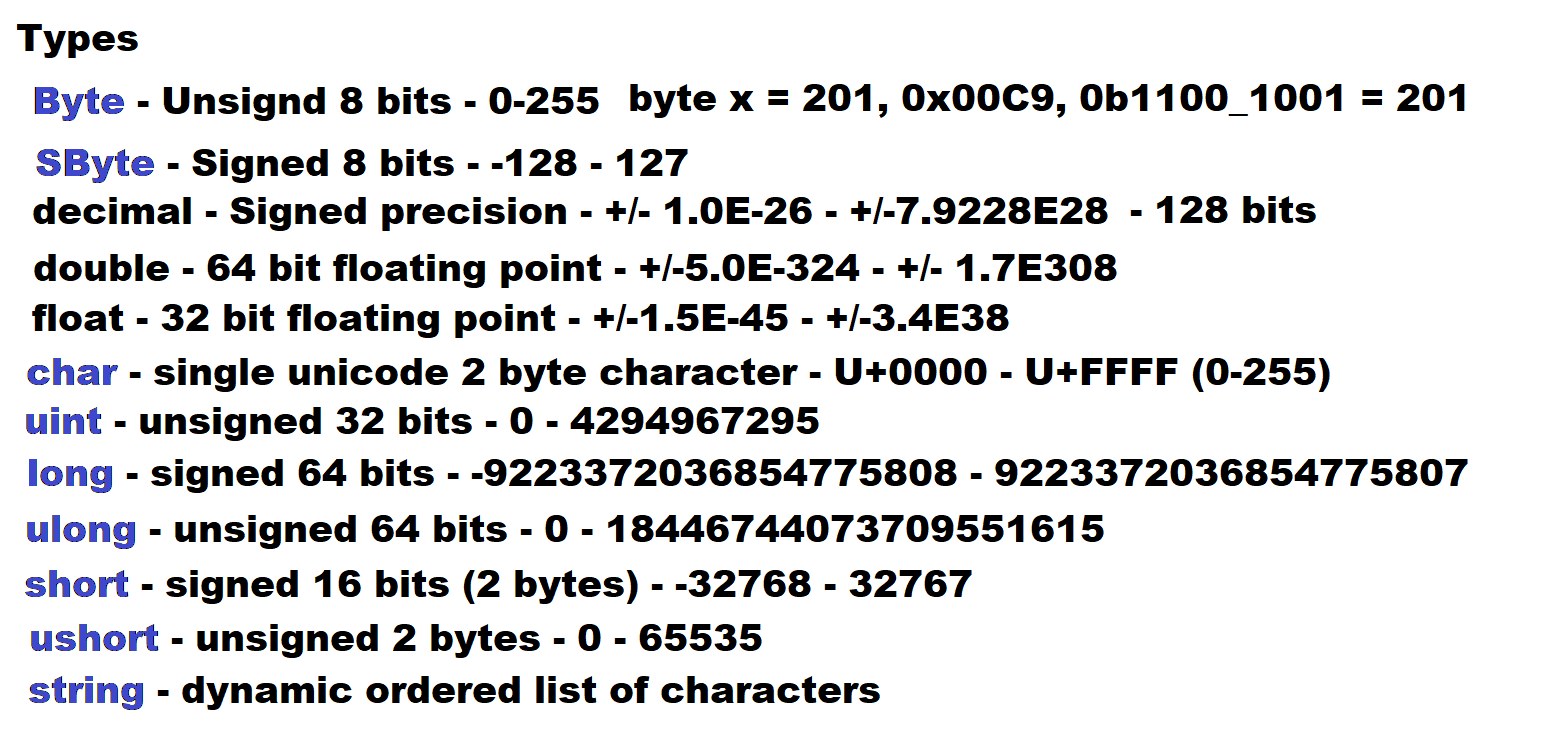 Types
Byte - Unsignd 8 bits - 0-255 byte x = 201, 0x00C9, 0b1100_1001 = 201
SByte - Signed 8 bits - -128 - 127
decimal - Signed precision - +/- 1.0E-26 - +/-7.9228E28 - 128 bits
double - 64 bit floating point - +/-5.0E-324 - +/- 1.7E308
float - 32 bit floating point - +/-1.5E-45 - +/-3.4E38
char - single unicode 2 byte character - U+0000 - U+FFFF (0-255)
uint - unsigned 32 bits - 0 - 4294967295
long - signed 64 bits - -9223372036854775808 - 9223372036854775807
ulong - unsigned 64 bits - 0 - 18446744073709551615
short - signed 16 bits (2 bytes) - -32768 - 32767
ushort - unsigned 2 bytes - 0 - 65535
string - dynamic ordered list of characters